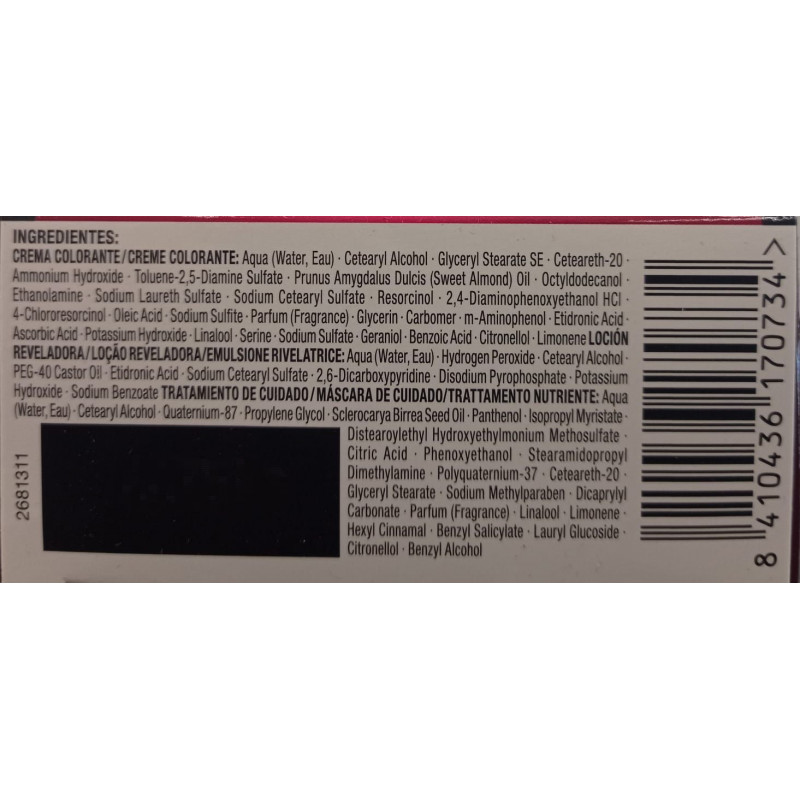 INGREDIENTES:
CREMA COLORANTE/CREME COLORANTE: Aqua (Water, Eau) · Cetearyl Alcohol · Glyceryl Stearate SE · Ceteareth-20 ·
Ammonium Hydroxide · Toluene-2,5-Diamine Sulfate · Prunus Amygdalus Dulcis (Sweet Almond) Oil · Octyldodecanol ·
Ethanolamine · Sodium Laureth Sulfate · Sodium Cetearyl Sulfate · Resorcinol · 2,4-Diaminophenoxyethanol HCl ·
4-Chlororesorcinol · Oleic Acid · Sodium Sulfite · Parfum (Fragrance) · Glycerin · Carbomer · m-Aminophenol · Etidronic Acid ·
Ascorbic Acid · Potassium Hydroxide · Linalool · Serine · Sodium Sulfate · Geraniol · Benzoic Acid · Citronellol · Limonene LOCIÓN
REVELADORA/LOÇÃO REVELADORA/EMULSIONE RIVELATRICE: Aqua (Water, Eau) · Hydrogen Peroxide · Cetearyl Alcohol ·
PEG-40 Castor Oil · Etidronic Acid · Sodium Cetearyl Sulfate · 2,6-Dicarboxypyridine · Disodium Pyrophosphate · Potassium
Hydroxide · Sodium Benzoate TRATAMIENTO DE CUIDADO/MÁSCARA DE CUIDADO/TRATTAMENTO NUTRIENTE: Aqua
(Water, Eau) · Cetearyl Alcohol · Quaternium-87 · Propylene Glycol · Sclerocarya Birrea Seed Oil · Panthenol · Isopropyl Myristate ·
Distearoylethyl Hydroxyethylmonium Methosulfate ·
Citric Acid · Phenoxyethanol · Stearamidopropyl
Dimethylamine · Polyquaternium-37 · Ceteareth-20 ·
Glyceryl Stearate · Sodium Methylparaben · Dicaprylyl
Carbonate · Parfum (Fragrance) · Linalool · Limonene ·
Hexyl Cinnamal · Benzyl Salicylate · Lauryl Glucoside ·
Citronellol · Benzyl Alcohol
2681311
8 410436 170734 >